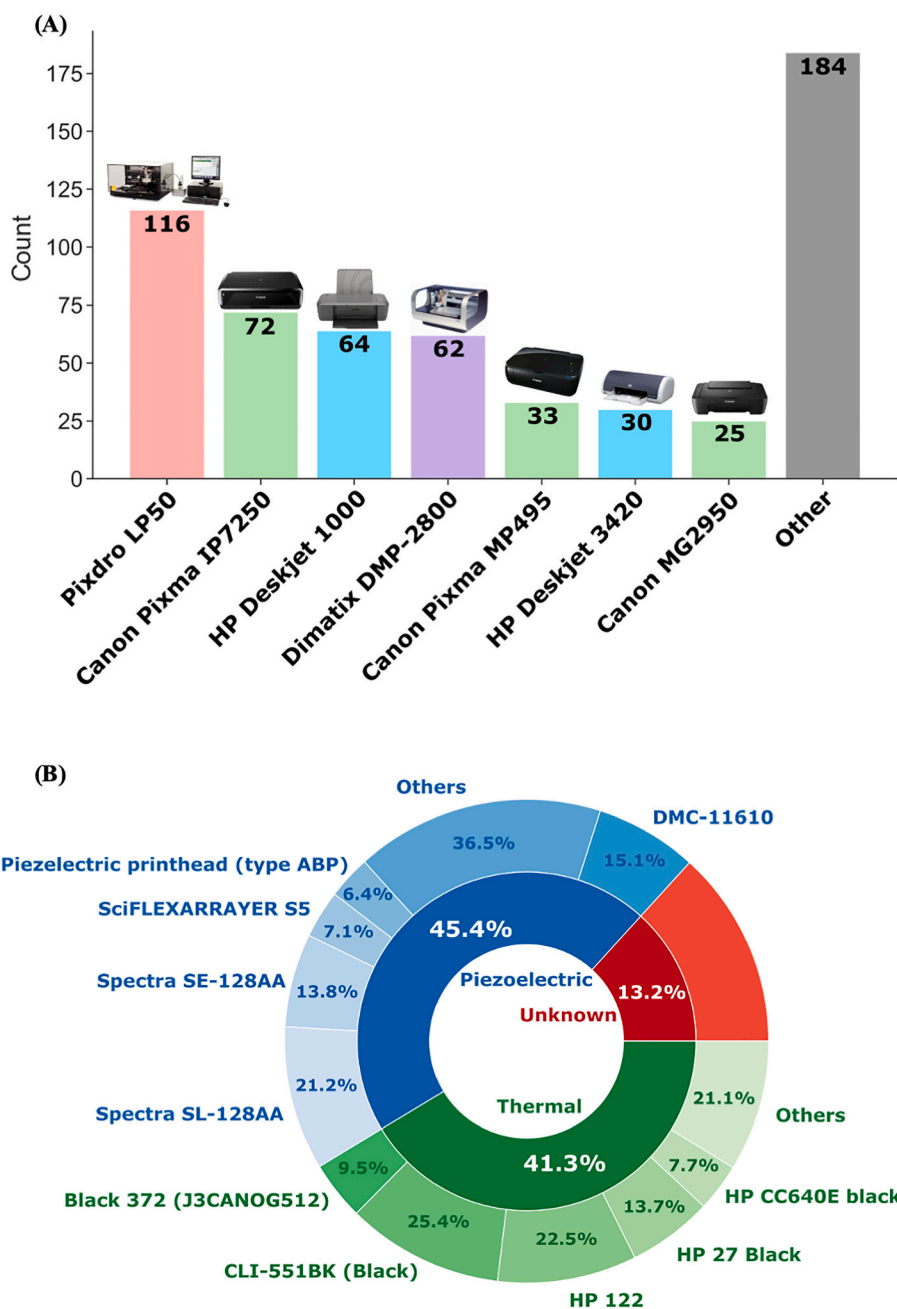 (A)
Count
175
150
125
100
75
50
25
0
116
72
64
62
33
30
25
184
Pixdro LP50
Canon Pixma IP7250
HP Deskjet 1000
Dimatix DMP-2800
Canon Pixma MP495
HP Deskjet 3420
Canon MG2950
Other
(B)
Others
DMC-11610
36.5%
15.1%
Piezelectric printhead (type ABP)
6.4%
SciFLEXARRAYER S5
7.1%
45.4%
Spectra SE-128AA
13.8%
Piezoelectric
13.2%
Unknown
21.2%
Spectra SL-128AA
Thermal
21.1%
Others
41.3%
9.5%
7.7%
Black 372 (J3CANOG512)
HP CC640E black
25.4%
22.5%
13.7%
CLI-551BK (Black)
HP 27 Black
HP 122